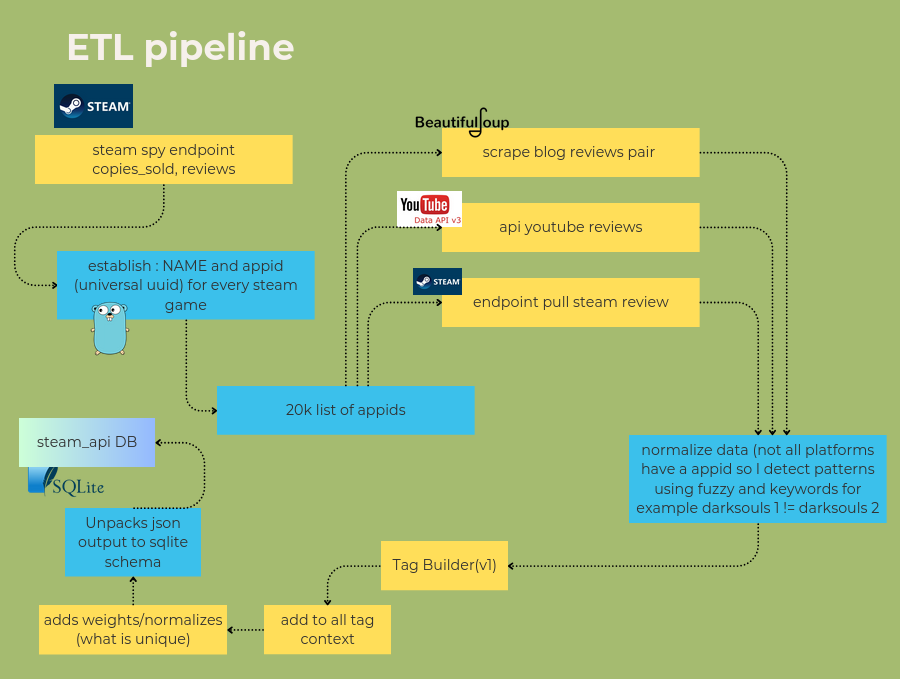 ETL pipeline
STEAM
steam spy endpoint
copies_sold, reviews
establish : NAME and appid
(universal uuid) for every steam
game
20k list of appids
BeautifulSoup
scrape blog reviews pair
YouTube
Data API v3
api youtube reviews
STEAM
endpoint pull steam review
normalize data (not all platforms
have a appid so I detect patterns
using fuzzy and keywords for
example darksouls 1 != darksouls 2
Tag Builder(v1)
add to all tag
context
adds weights/normalizes
(what is unique)
Unpacks json
output to sqlite
schema
steam_api DB
SQLite